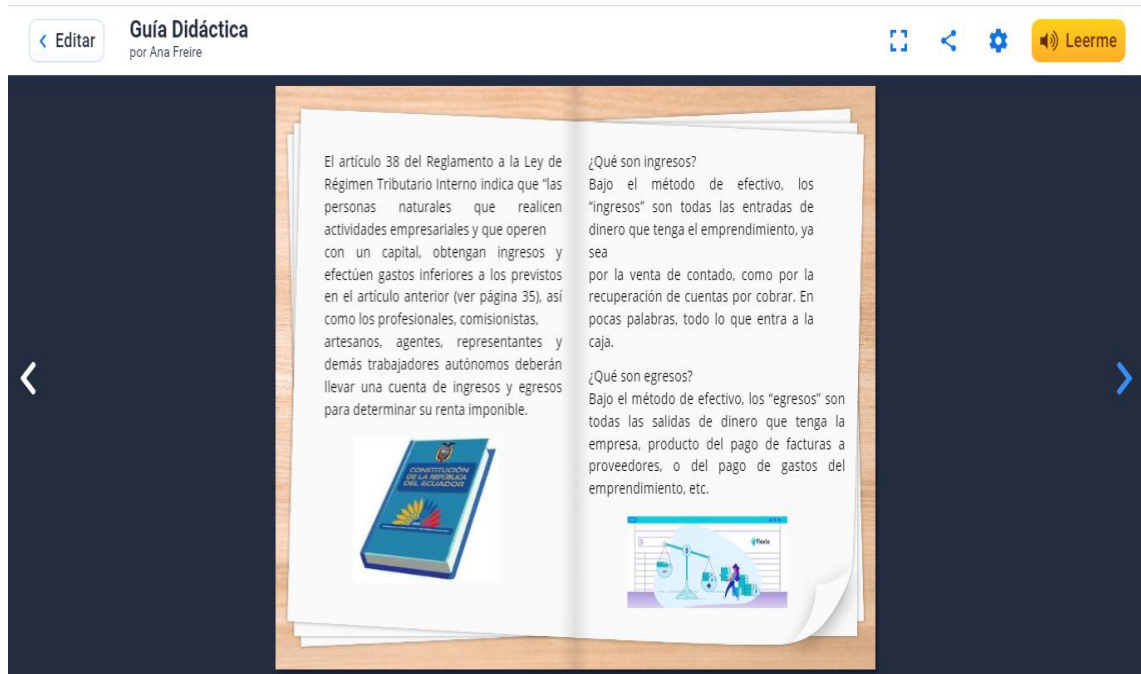 Editar
Guía Didáctica
por Ana Freire
Leerme
El artículo 38 del Reglamento a la Ley de
Régimen Tributario Interno indica que “las
personas naturales que realicen
actividades empresariales y que operen
con un capital, obtengan ingresos y
efectúen gastos inferiores a los previstos
en el artículo anterior (ver página 35), así
como los profesionales, comisionistas,
artesanos, agentes, representantes y
demás trabajadores autónomos deberán
llevar una cuenta de ingresos y egresos
para determinar su renta imponible.
CONSTITUCIÓN
DE LA REPÚBLICA
DEL ECUADOR
¿Qué son ingresos?
Bajo el método de efectivo, los
“ingresos” son todas las entradas de
dinero que tenga el emprendimiento, ya
sea
por la venta de contado, como por la
recuperación de cuentas por cobrar. En
pocas palabras, todo lo que entra a la
caja.
¿Qué son egresos?
Bajo el método de efectivo, los “egresos” son
todas las salidas de dinero que tenga la
empresa, producto del pago de facturas a
proveedores, o del pago de gastos del
emprendimiento, etc.
flexio